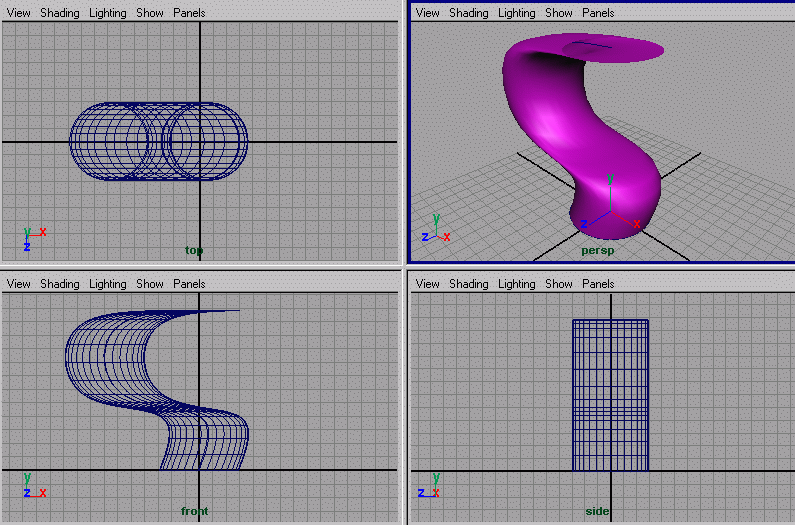 View Shading Lighting Show Panels
View Shading Lighting Show Panels
y x
z
top
y
z x
y
z x
persp
View Shading Lighting Show Panels
View Shading Lighting Show Panels
y
z x
front
y
z x
side